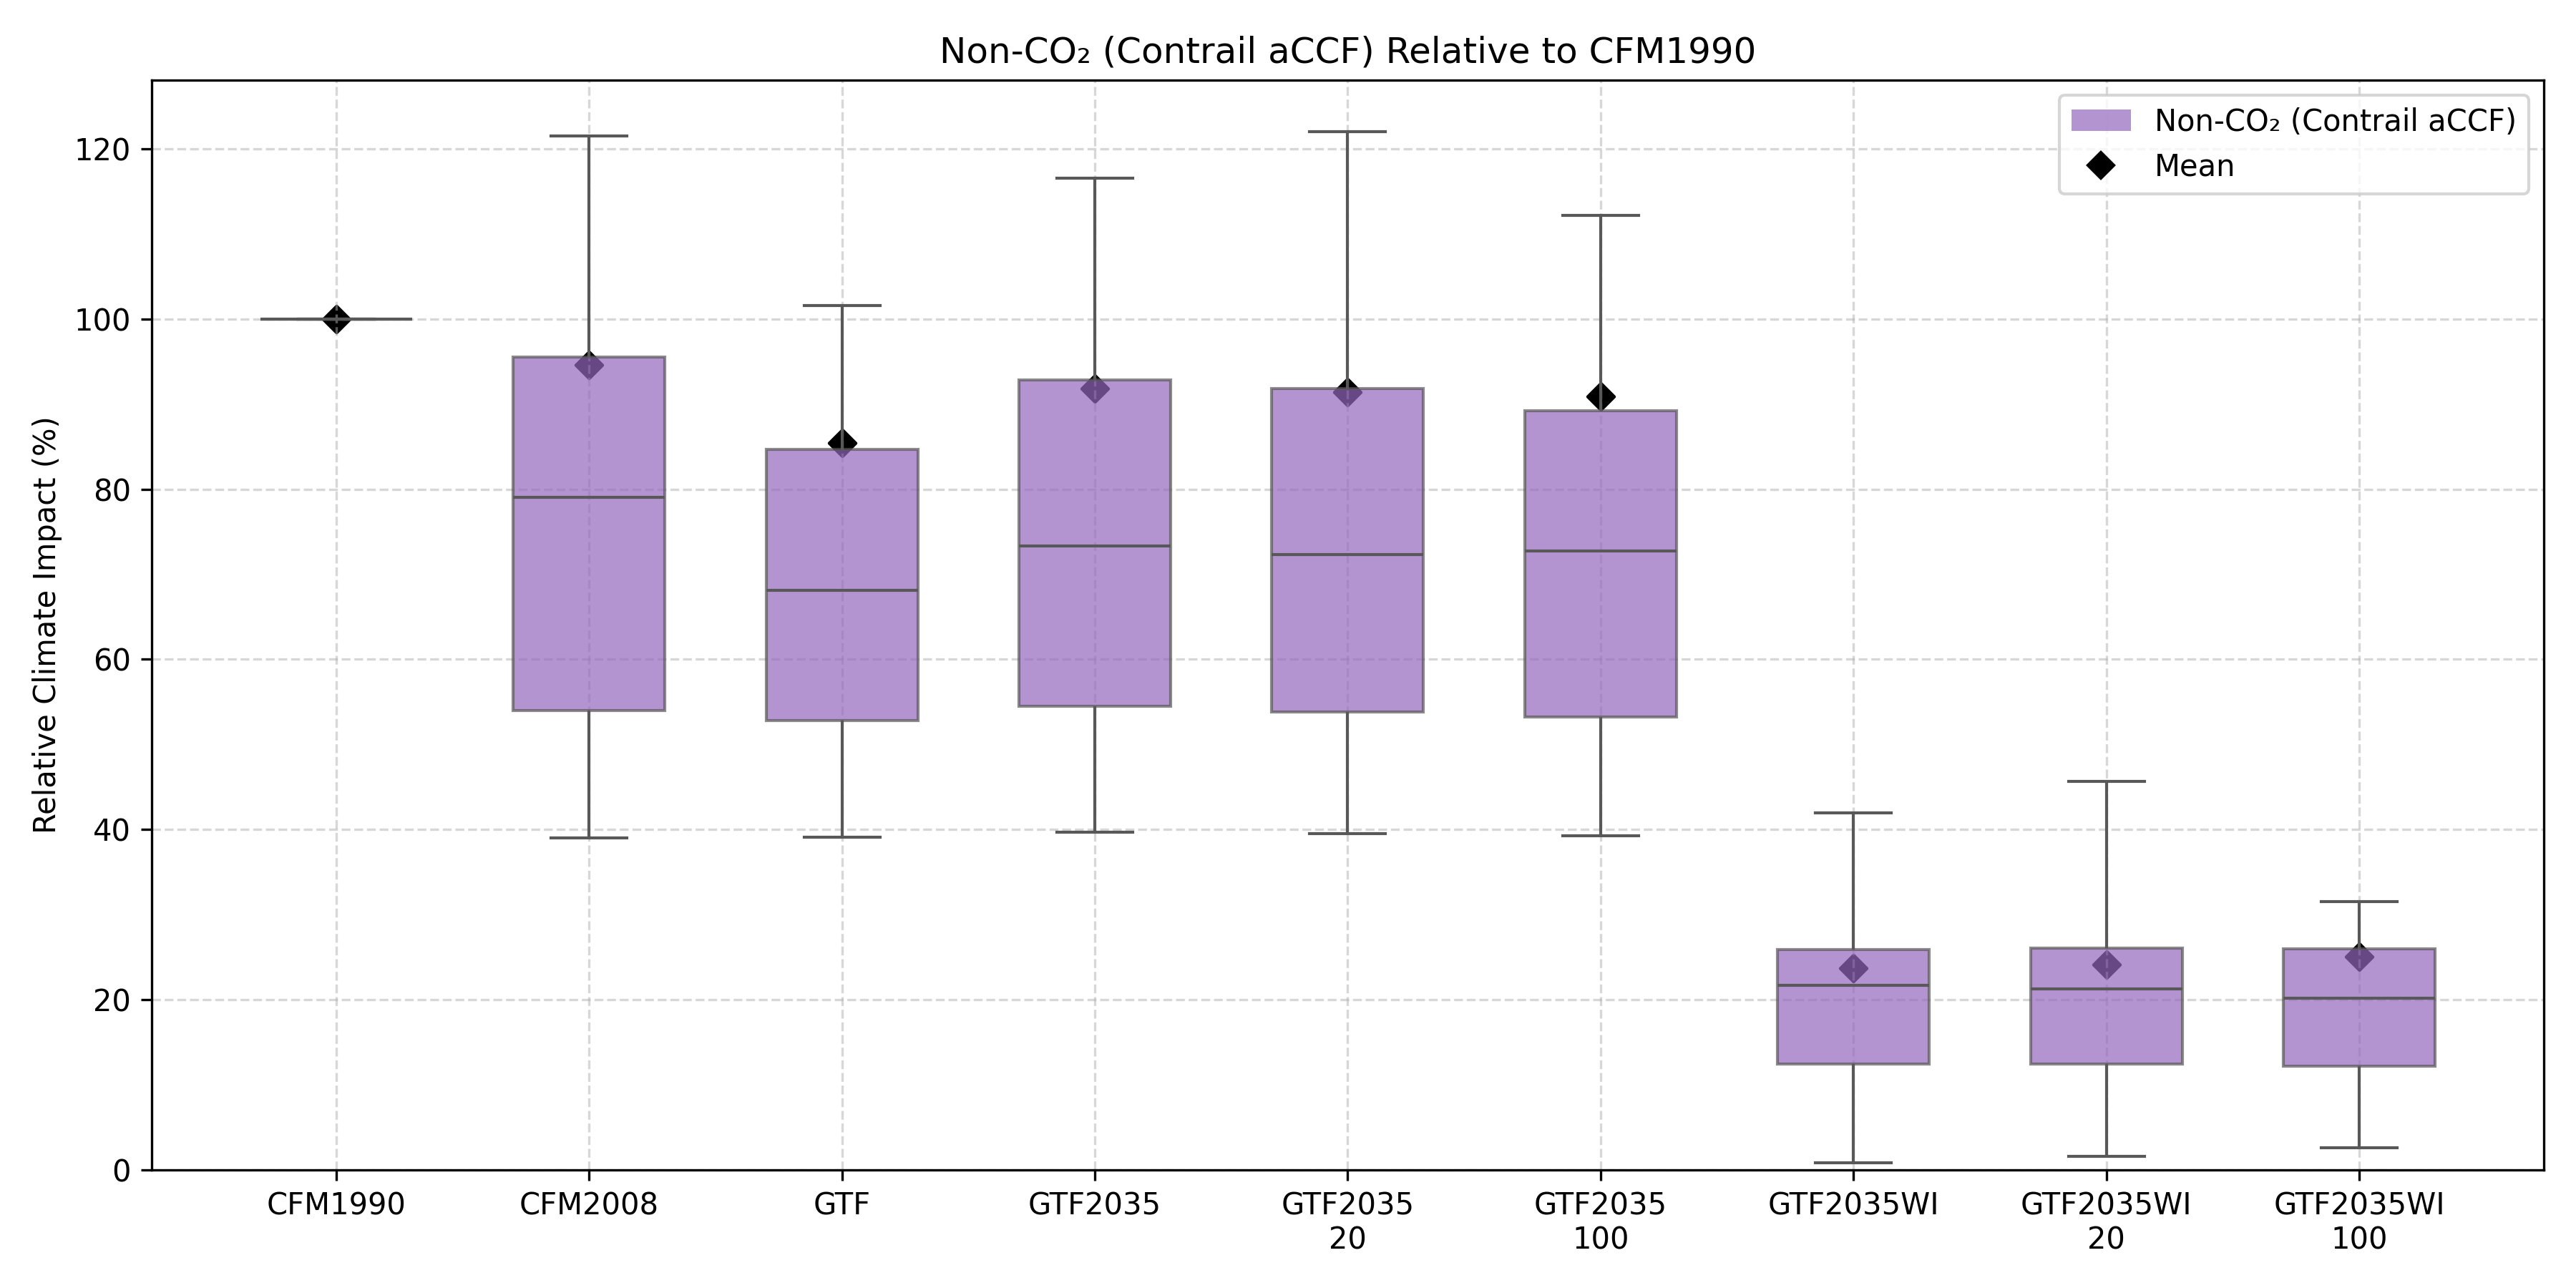 Non-CO₂ (Contrail aCCF) Relative to CFM1990
Non-CO₂ (Contrail aCCF)
Mean
Relative Climate Impact (%)
120
100
80
60
40
20
0
CFM1990 CFM2008 GTF GTF2035 GTF2035 GTF2035 GTF2035WI GTF2035WI GTF2035WI
20 100 20 100